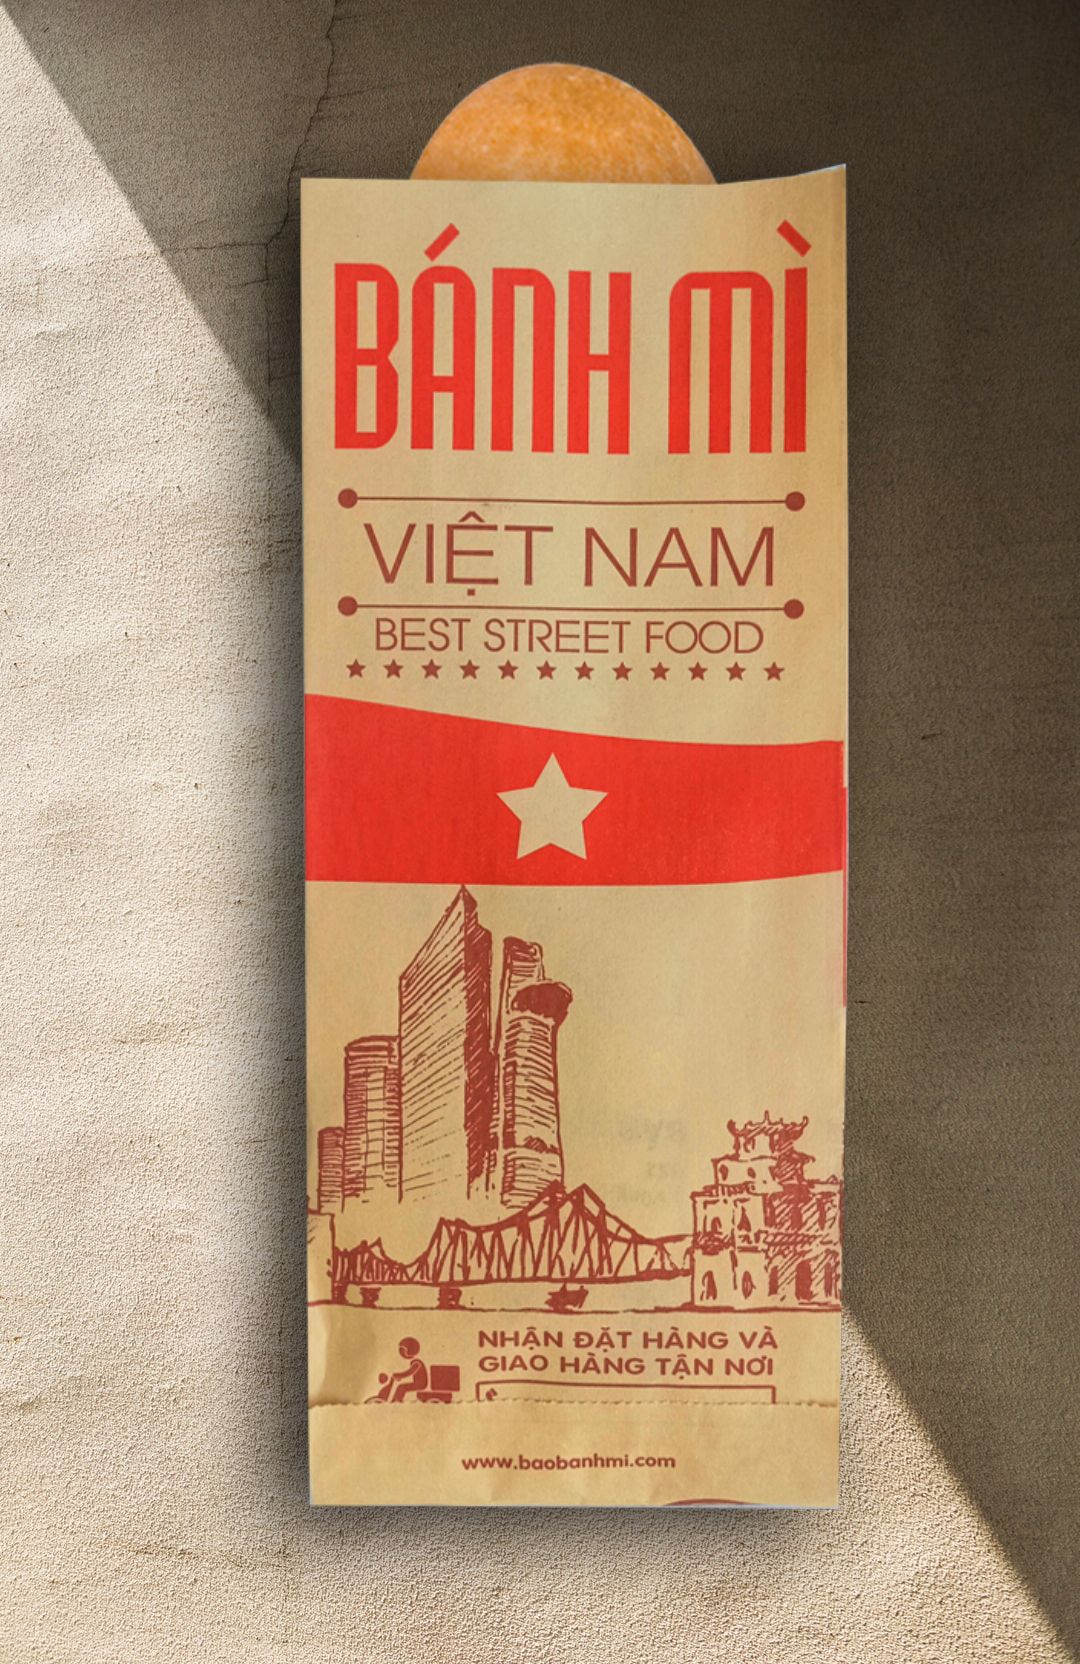 BÁNH MÌ
VIỆT NAM
BEST STREET FOOD
NHẬN ĐẶT HÀNG VÀ
GIAO HÀNG TẬN NƠI
www.baobanhmi.com